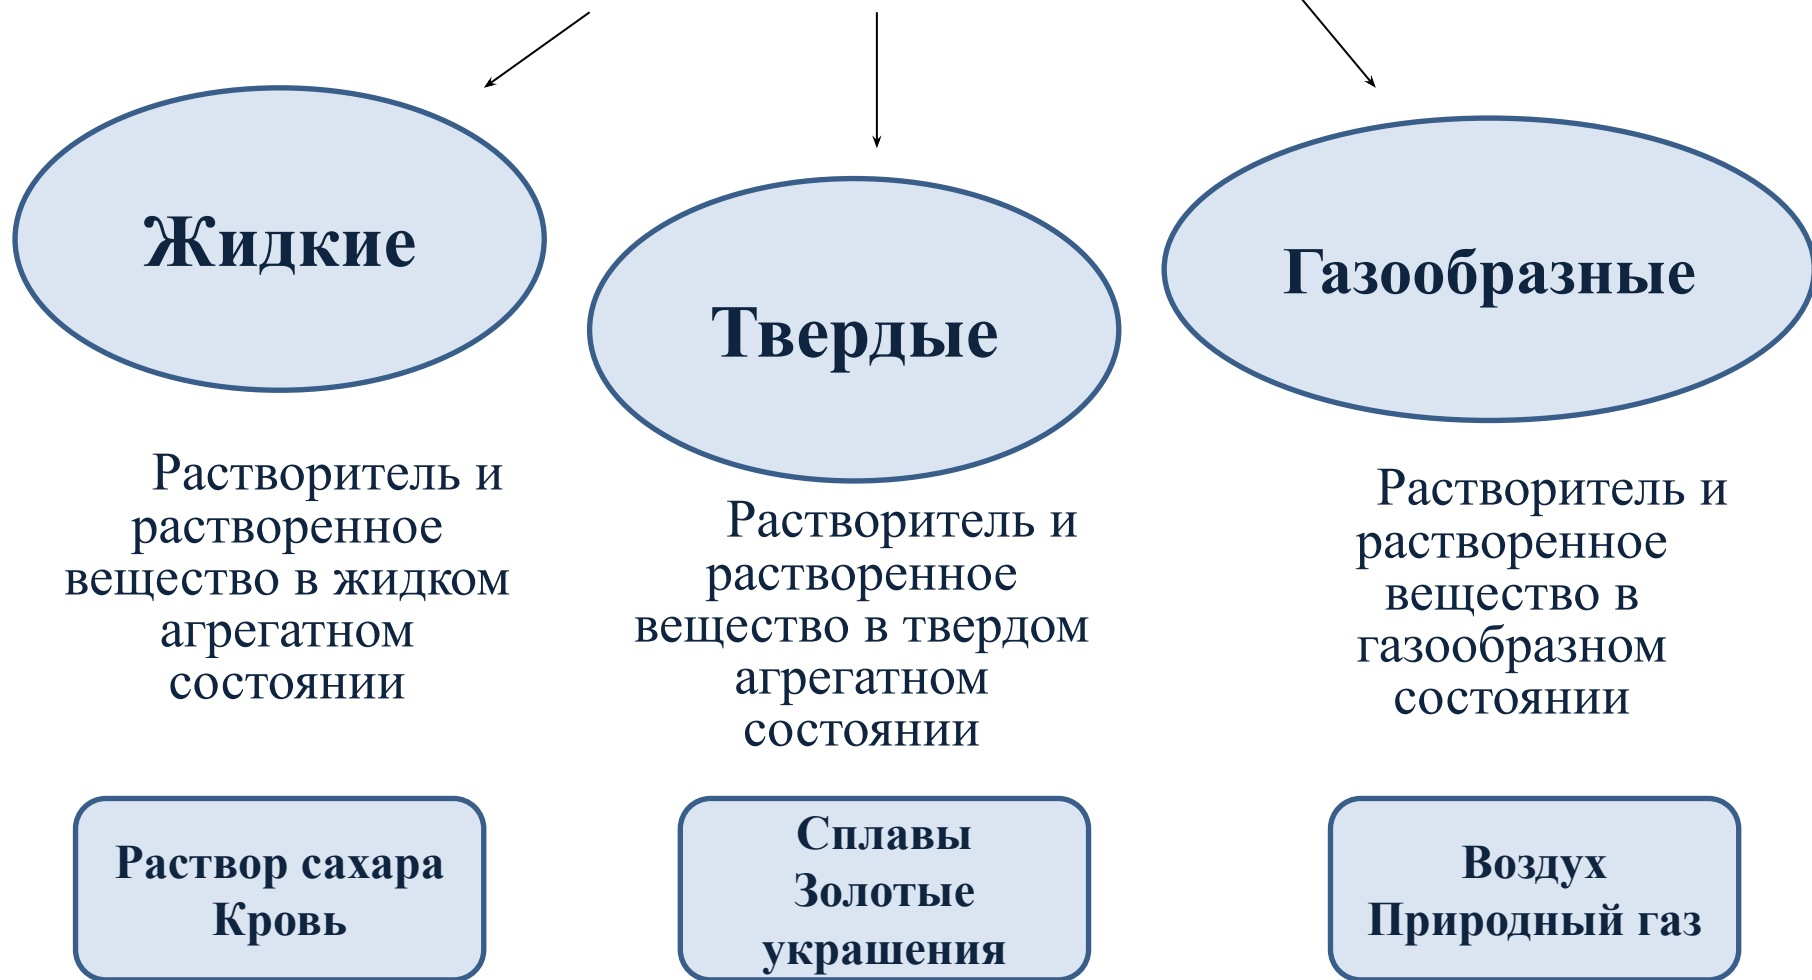 Жидкие
Твердые
Газообразные
Растворитель и
растворенное
вещество в жидком
агрегатном
состоянии
Растворитель и
растворенное
вещество в твердом
агрегатном
состоянии
Растворитель и
растворенное
вещество в
газообразном
состоянии
Раствор сахара
Кровь
Сплавы
Золотые
украшения
Воздух
Природный газ